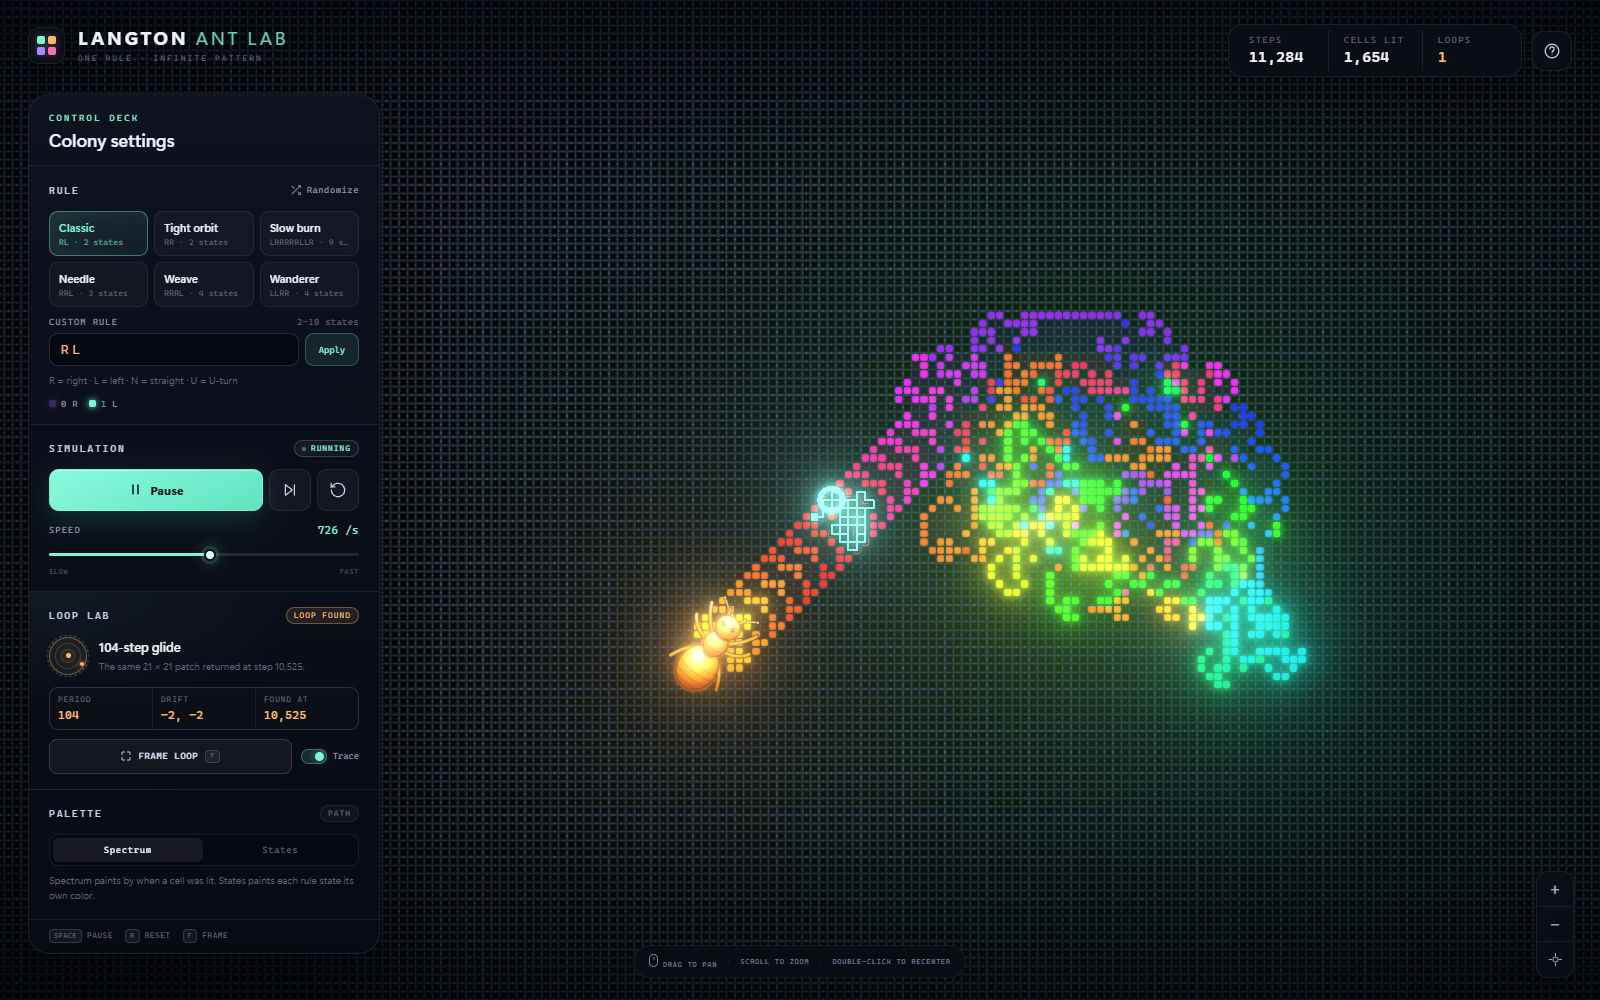 LANGTON ANT LAB
ONE RULE · INFINITE PATTERN
STEPS
11,284
CELLS LIT
1,654
LOOPS
1
CONTROL DECK
Colony settings
RULE
Randomize
Classic
RL · 2 states
Tight orbit
RR · 2 states
Slow burn
LRRRRRLLR · 9 s…
Needle
RRL · 3 states
Weave
RRRL · 4 states
Wanderer
LLRR · 4 states
CUSTOM RULE
2–10 states
RL
Apply
R = right · L = left · N = straight · U = U-turn
0 R
1 L
SIMULATION
RUNNING
Pause
SPEED
726 /s
SLOW
FAST
LOOP LAB
LOOP FOUND
104-step glide
The same 21 × 21 patch returned at step 10,525.
PERIOD
104
DRIFT
−2, −2
FOUND AT
10,525
FRAME LOOP F
Trace
PALETTE
PATH
Spectrum
States
Spectrum paints by when a cell was lit. States paints each rule state its
own color.
SPACE PAUSE R RESET F FRAME
DRAG TO PAN · SCROLL TO ZOOM · DOUBLE-CLICK TO RECENTER
+
−